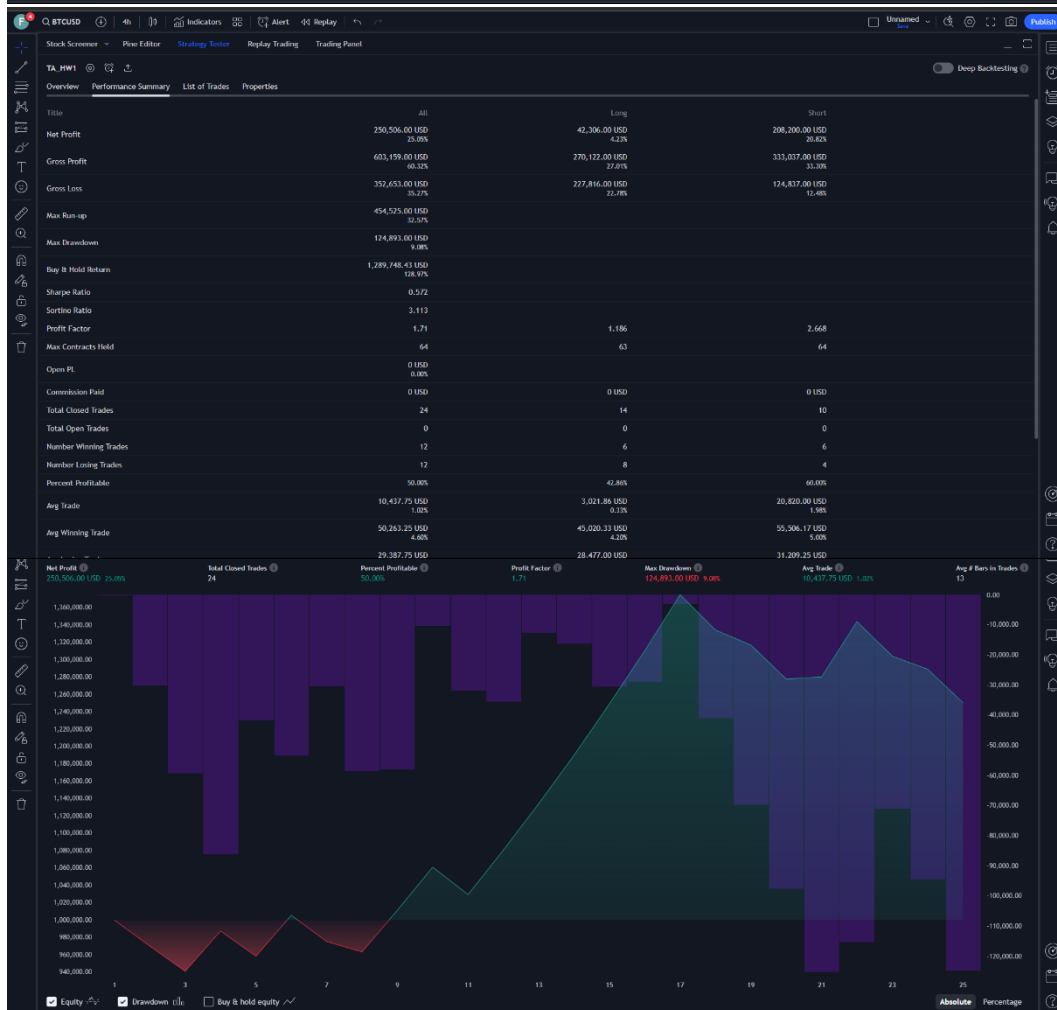 F BTCUSD 4h Indicators Alert Replay Unnamed Save Publish
Stock Screener Pine Editor Strategy Tester Replay Trading Trading Panel
TA_HW1 Deep Backtesting
Overview Performance Summary List of Trades Properties
Title All Long Short
Net Profit 250,506.00 USD 42,306.00 USD 208,200.00 USD
25.05% 4.23% 20.82%
Gross Profit 603,159.00 USD 270,122.00 USD 333,037.00 USD
60.32% 27.01% 33.30%
Gross Loss 352,653.00 USD 227,816.00 USD 124,837.00 USD
35.27% 22.78% 12.48%
Max Run-up 454,525.00 USD
32.57%
Max Drawdown 124,893.00 USD
9.08%
Buy & Hold Return 1,289,748.43 USD
128.97%
Sharpe Ratio 0.572
Sortino Ratio 3.113
Profit Factor 1.71 1.186 2.668
Max Contracts Held 64 63 64
Open PL 0 USD
0.00%
Commission Paid 0 USD 0 USD 0 USD
Total Closed Trades 24 14 10
Total Open Trades 0 0 0
Number Winning Trades 12 6 6
Number Losing Trades 12 8 4
Percent Profitable 50.00% 42.86% 60.00%
Avg Trade 10,437.75 USD 3,021.86 USD 20,820.00 USD
1.02% 0.33% 1.98%
Avg Winning Trade 50,263.25 USD 45,020.33 USD 55,506.17 USD
4.60% 4.20% 5.00%
29,387.75 USD 28,477.00 USD 31,209.25 USD
Net Profit Total Closed Trades Percent Profitable Profit Factor Max Drawdown Avg Trade Avg # Bars in Trades
250,506.00 USD 25.05% 24 50.00% 1.71 124,893.00 USD 9.08% 10,437.75 USD 1.02% 13
0.00
1,360,000.00
1,340,000.00 -10,000.00
1,320,000.00
1,300,000.00 -20,000.00
1,280,000.00 -30,000.00
1,260,000.00
1,240,000.00 -40,000.00
1,220,000.00
1,200,000.00 -50,000.00
1,180,000.00
1,160,000.00 -60,000.00
1,140,000.00 -70,000.00
1,120,000.00
1,100,000.00 -80,000.00
1,080,000.00
1,060,000.00 -90,000.00
1,040,000.00 -100,000.00
1,020,000.00
1,000,000.00 -110,000.00
980,000.00
960,000.00 -120,000.00
940,000.00
1 3 5 7 9 11 13 15 17 19 21 23 25
Equity Drawdown Buy & hold equity Absolute Percentage